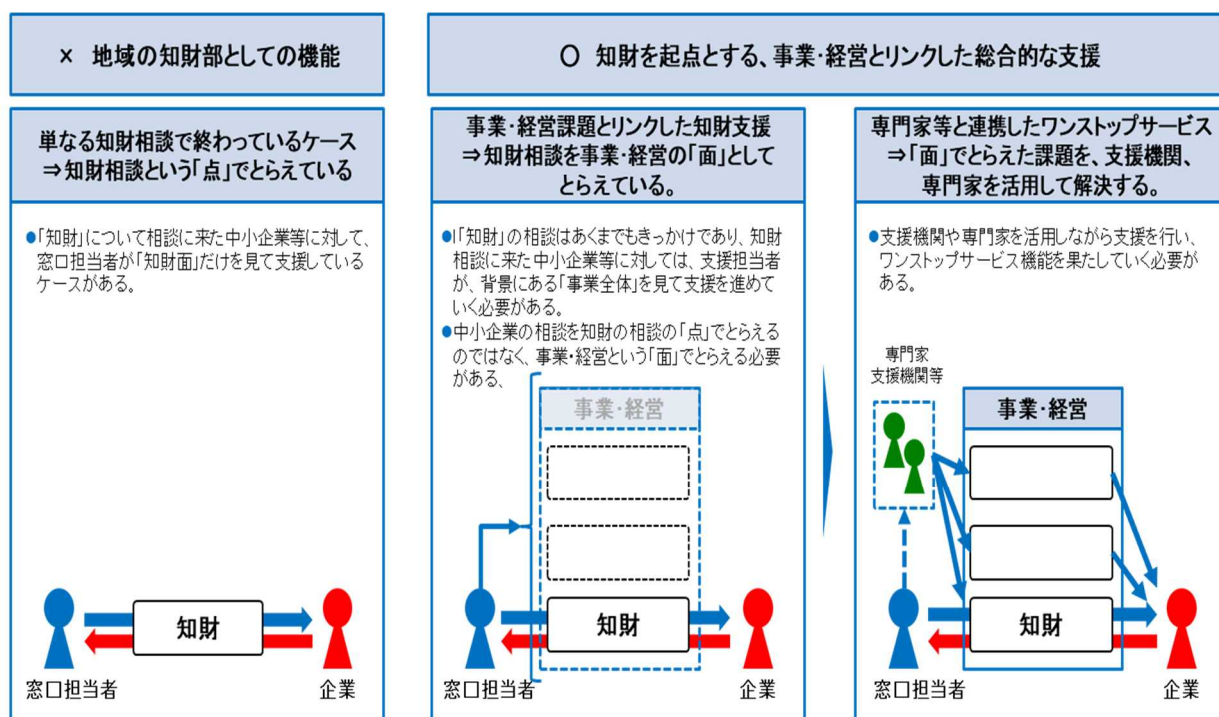 × 地域の知財部としての機能
〇 知財を起点とする、事業・経営とリンクした総合的な支援
単なる知財相談で終わっているケース
⇒知財相談という「点」でとらえている
●「知財」について相談に来た中小企業等に対して、
窓口担当者が「知財面」だけを見て支援している
ケースがある。
知財
窓口担当者
企業
事業・経営課題とリンクした知財支援
⇒知財相談を事業・経営の「面」として
とらえている。
●「「知財」の相談はあくまでもきっかけであり、知財
相談に来た中小企業等に対しては、支援担当者
が、背景にある「事業全体」を見て支援を進めて
いく必要がある。
●中小企業の相談を知財の相談の「点」でとらえる
のではなく、事業・経営という「面」でとらえる必要
がある、
事業・経営
知財
窓口担当者
企業
専門家等と連携したワンストップサービス
⇒「面」でとらえた課題を、支援機関、
専門家を活用して解決する。
●支援機関や専門家を活用しながら支援を行い、
ワンストップサービス機能を果たしていく必要が
ある。
専門家
支援機関等
事業・経営
知財
窓口担当者
企業